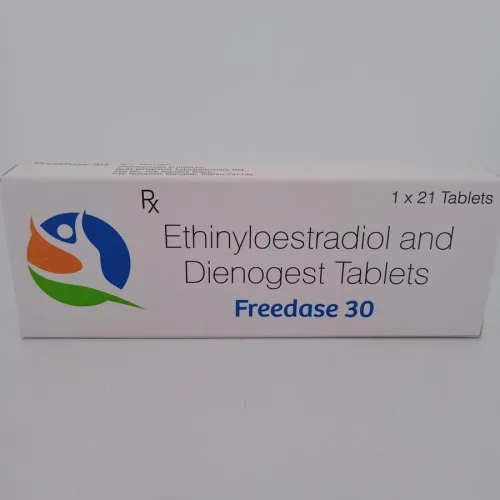 Freedase 30
Rx
1 x 21 Tablets
Ethinyloestradiol and
Dienogest Tablets
Freedase 30